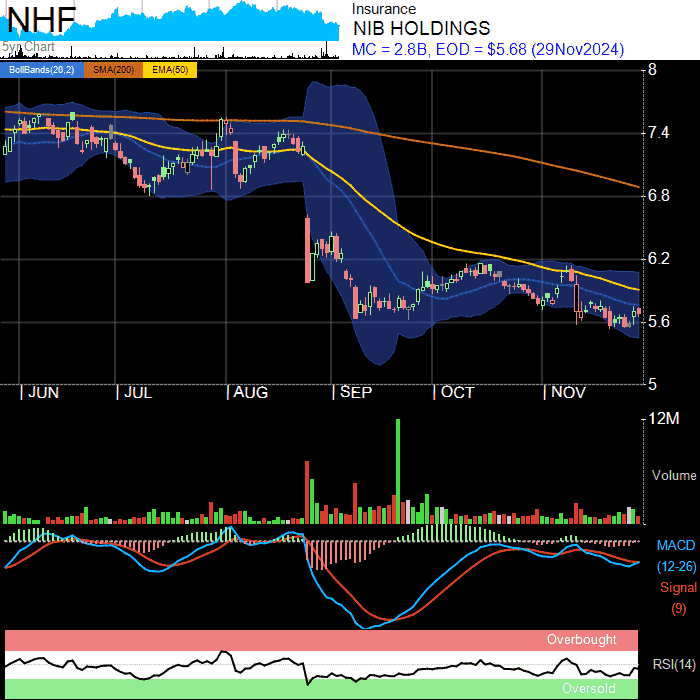 NHF
5yr Chart
Insurance
NIB HOLDINGS
MC = 2.8B, EOD = $5.68 (29Nov2024)
BollBands(20,2) SMA(200) EMA(50)
8
7.4
6.8
6.2
5.6
5
JUN JUL AUG SEP OCT NOV
12M
Volume
MACD
(12-26)
Signal
(9)
Overbought
RSI(14)
Oversold